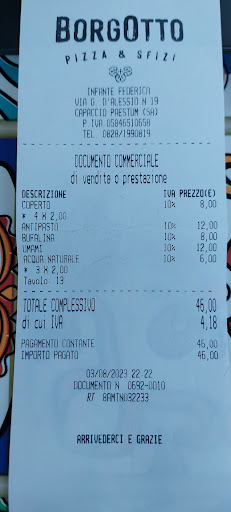 BORGOTTO
PIZZA & SFIZI
INFANTE FEDERICA
VIA G. D'ALESSIO N 19
CAPACCIO PAESTUM (SA)
P IVA 05846510658
TEL 0828/1990819
DOCUMENTO COMMERCIALE
di vendita o prestazione
DESCRIZIONE IVA PREZZO(€)
COPERTO 10% 8,00
* 4 X 2,00
ANTIPASTO 10% 12,00
BUFALINA 10% 8,00
UMAMI 10% 12,00
ACQUA NATURALE 10% 6,00
* 3 X 2,00
Tavolo: 13
TOTALE COMPLESSIVO 46,00
di cui IVA 4,18
PAGAMENTO CONTANTE 46,00
IMPORTO PAGATO 46,00
03/08/2023 22:22
DOCUMENTO N 0692-0010
RT 8AMTN032233
ARRIVEDERCI E GRAZIE